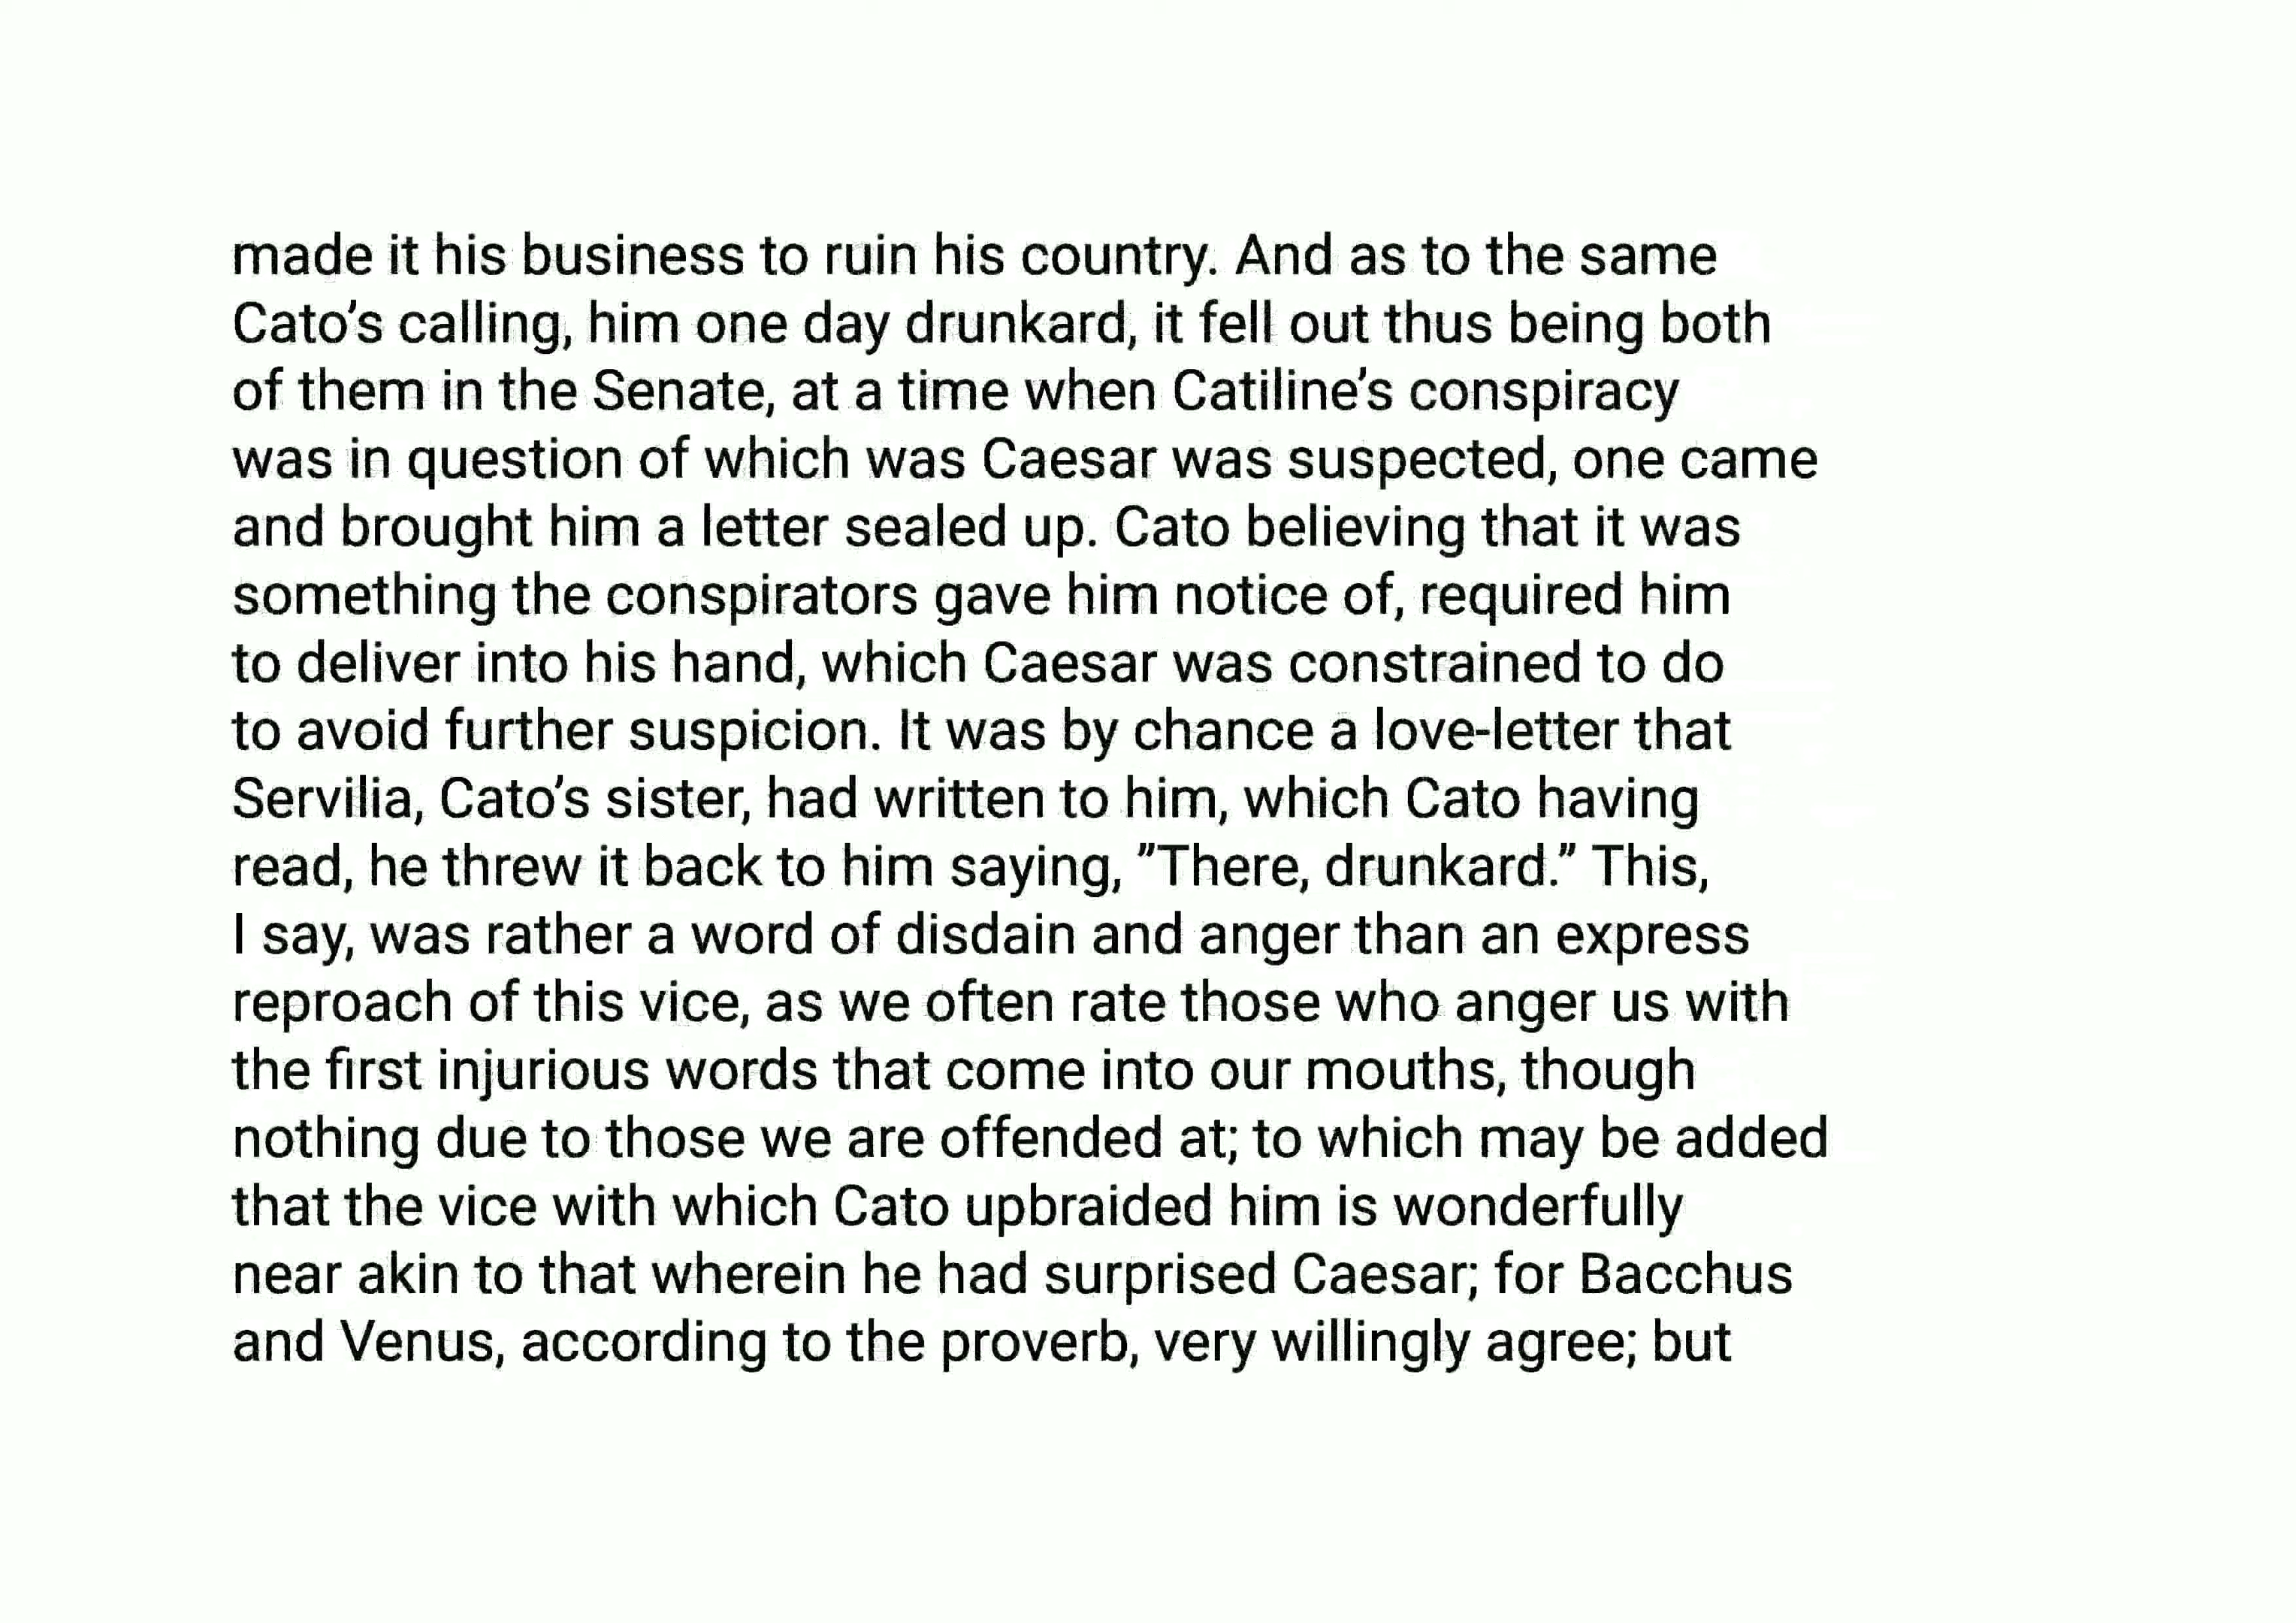 made it his business to ruin his country. And as to the same
Cato’s calling, him one day drunkard, it fell out thus being both
of them in the Senate, at a time when Catiline’s conspiracy
was in question of which was Caesar was suspected, one came
and brought him a letter sealed up. Cato believing that it was
something the conspirators gave him notice of, required him
to deliver into his hand, which Caesar was constrained to do
to avoid further suspicion. It was by chance a love-letter that
Servilia, Cato’s sister, had written to him, which Cato having
read, he threw it back to him saying, ”There, drunkard.” This,
I say, was rather a word of disdain and anger than an express
reproach of this vice, as we often rate those who anger us with
the first injurious words that come into our mouths, though
nothing due to those we are offended at; to which may be added
that the vice with which Cato upbraided him is wonderfully
near akin to that wherein he had surprised Caesar; for Bacchus
and Venus, according to the proverb, very willingly agree; but